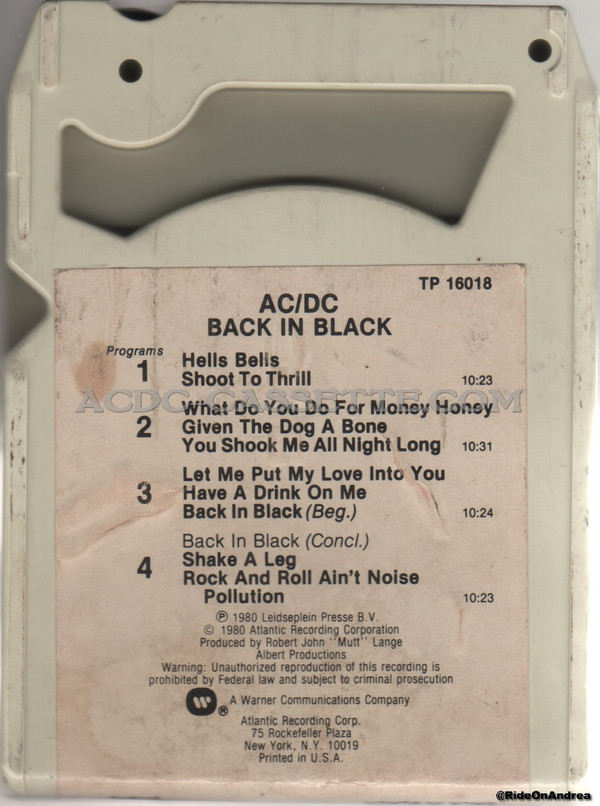 TP 16018
AC/DC
BACK IN BLACK
Programs
1
Hells Bells
Shoot To Thrill 10:23
ACDC-CASSETTE.COM
2
What Do You Do For Money Honey
Given The Dog A Bone
You Shook Me All Night Long 10:31
3
Let Me Put My Love Into You
Have A Drink On Me
Back In Black (Beg.) 10:24
4
Back In Black (Concl.)
Shake A Leg
Rock And Roll Ain't Noise
Pollution 10:23
℗ 1980 Leidseplein Presse B.V.
© 1980 Atlantic Recording Corporation
Produced by Robert John "Mutt" Lange
Albert Productions
Warning: Unauthorized reproduction of this recording is
prohibited by Federal law and subject to criminal prosecution
® A Warner Communications Company
Atlantic Recording Corp.
75 Rockefeller Plaza
New York, N.Y. 10019
Printed in U.S.A.
@RideOnAndrea